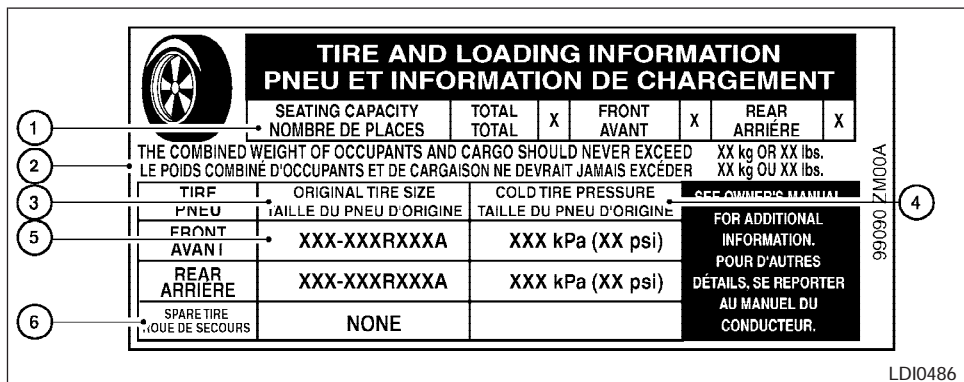 TIRE AND LOADING INFORMATION
PNEU ET INFORMATION DE CHARGEMENT
SEATING CAPACITY TOTAL X FRONT X REAR X
NOMBRE DE PLACES TOTAL AVANT ARRIÉRE
1
THE COMBINED WEIGHT OF OCCUPANTS AND CARGO SHOULD NEVER EXCEED XX kg OR XX lbs.
LE POIDS COMBINÉ D'OCCUPANTS ET DE CARGAISON NE DEVRAIT JAMAIS EXCÉDER XX kg OU XX lbs.
2
TIRE ORIGINAL TIRE SIZE COLD TIRE PRESSURE
PNEU TAILLE DU PNEU D'ORIGINE TAILLE DU PNEU D'ORIGINE
3
4
FRONT
AVANT
XXX-XXXRXXXA XXX kPa (XX psi)
5
REAR
ARRIÈRE
XXX-XXXRXXXA XXX kPa (XX psi)
SPARE TIRE
ROUE DE SECOURS
NONE
6
SEE OWNER'S MANUAL
FOR ADDITIONAL
INFORMATION.
POUR D'AUTRES
DÉTAILS, SE REPORTER
AU MANUEL DU
CONDUCTEUR.
99090 ZM00A
LDI0486